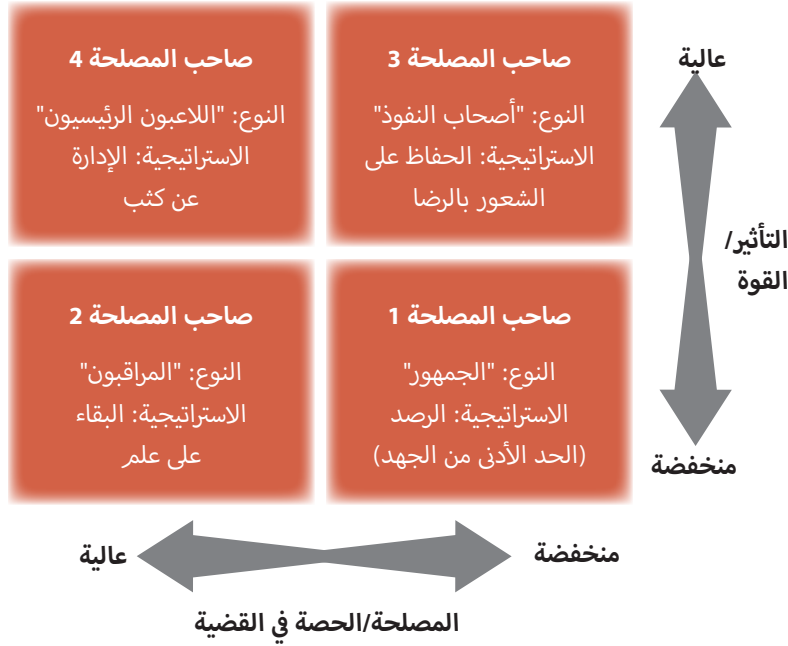 عالية
التأثير/
القوة
منخفضة
صاحب المصلحة 3
النوع: "أصحاب النفوذ"
الاستراتيجية: الحفاظ على
الشعور بالرضا
صاحب المصلحة 4
النوع: "اللاعبون الرئيسيون"
الاستراتيجية: الإدارة
عن كثب
صاحب المصلحة 1
النوع: "الجمهور"
الاستراتيجية: الرصد
(الحد الأدنى من الجهد)
صاحب المصلحة 2
النوع: "المراقبون"
الاستراتيجية: البقاء
على علم
منخفضة
عالية
المصلحة/الحصة في القضية